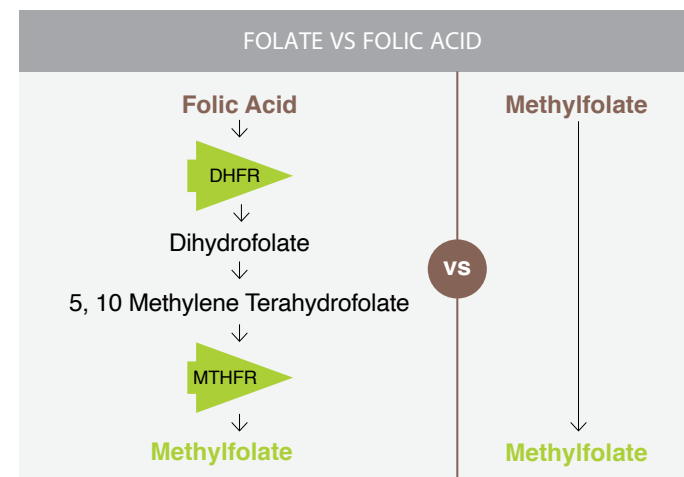 FOLATE VS FOLIC ACID
Folic Acid
DHFR
Dihydrofolate
5, 10 Methylene Terahydrofolate
MTHFR
Methylfolate
vs
Methylfolate
Methylfolate